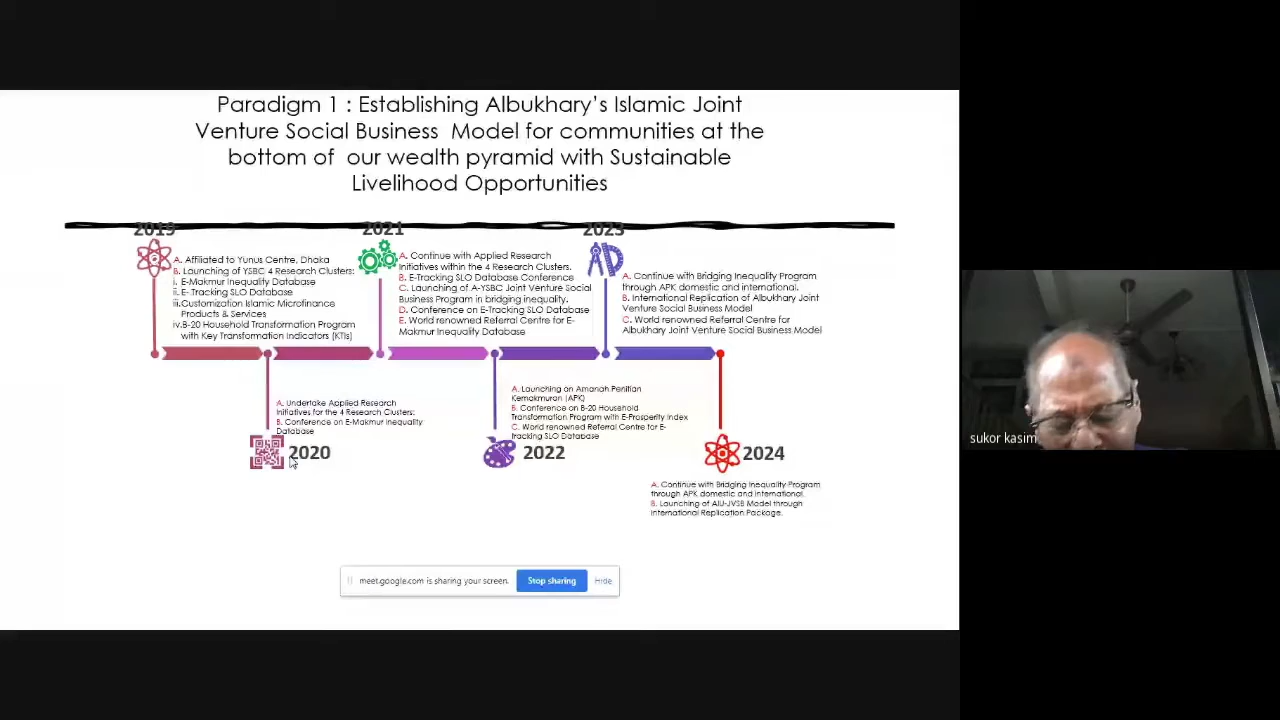 Paradigm 1 : Establishing Albukhary's Islamic Joint
Venture Social Business Model for communities at the
bottom of our wealth pyramid with Sustainable
Livelihood Opportunities
2019
A. Affiliated to Yunus Centre, Dhaka
B. Launching of YSBC 4 Research Clusters:
i. E-Makmur Inequality Database
ii. E- Tracking SLO Database
iii.Customization Islamic Microfinance
Products & Services
iv.B-20 Household Transformation Program
with Key Transformation Indicators (KTIs)
2021
A. Continue with Applied Research
Initiatives within the 4 Research Clusters.
B. E-Tracking SLO Database Conference
C. Launching of A-YSBC Joint Venture Social
Business Program in bridging inequality.
D. Conference on E-Tracking SLO Database
E. World renowned Referral Centre for E-
Makmur Inequality Database
2023
A. Continue with Bridging Inequality Program
through APK domestic and international.
B. International Replication of Albukhary Joint
Venture Social Business Model
C. World renowned Referral Centre for
Albukhary Joint Venture Social Business Model
A. Undertake Applied Research
Initiatives for the 4 Research Clusters:
B. Conference on E-Makmur Inequality
Database
2020
A. Launching on Amanah Penitian
Kemakmuran (APK)
B. Conference on B-20 Household
Transformation Program with E-Prosperity Index
C. World renowned Referral Centre for E-
Tracking SLO Database
2022
2024
A. Continue with Bridging Inequality Program
through APK domestic and international.
B. Launching of AIU-JVSB Model through
International Replication Package.
meet.google.com is sharing your screen.
Stop sharing
Hide
sukor kasim